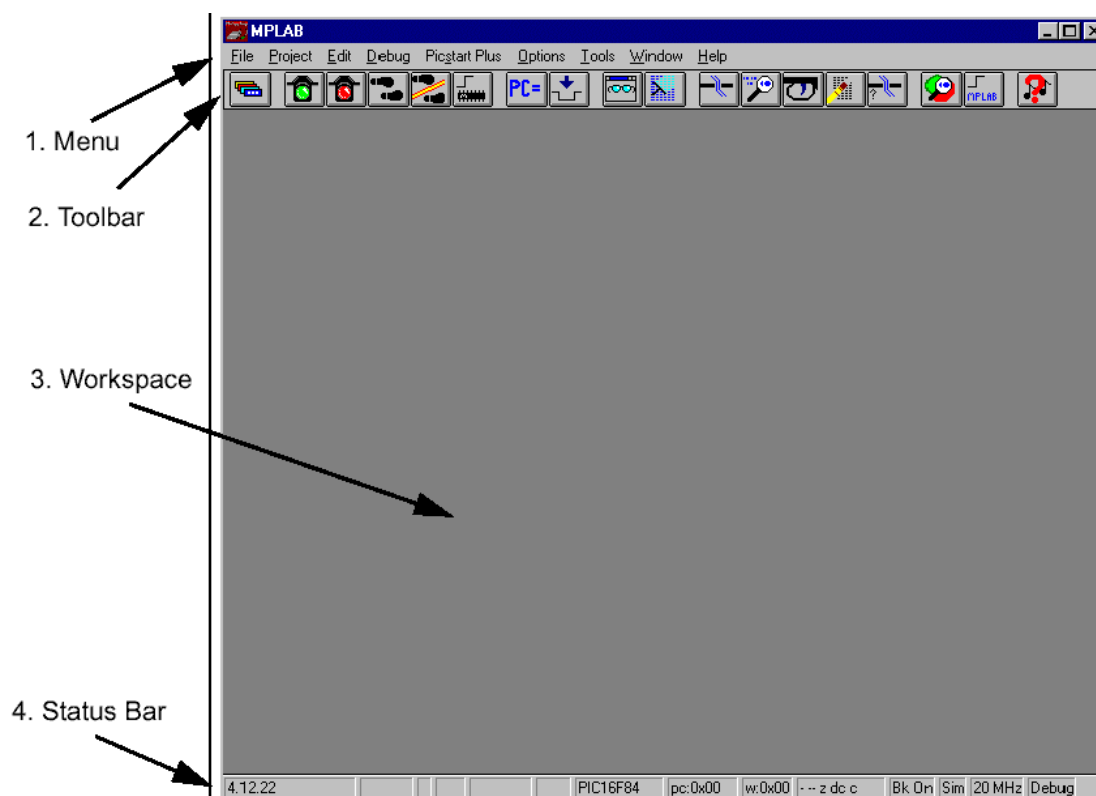 MPLAB
File Project Edit Debug Picstart Plus Options Tools Window Help
PC=
MPLAB
?
?
1. Menu
2. Toolbar
3. Workspace
4. Status Bar
4.12.22 PIC16F84 pc:0x00 w:0x00 - -- z dc c Bk On Sim 20 MHz Debug